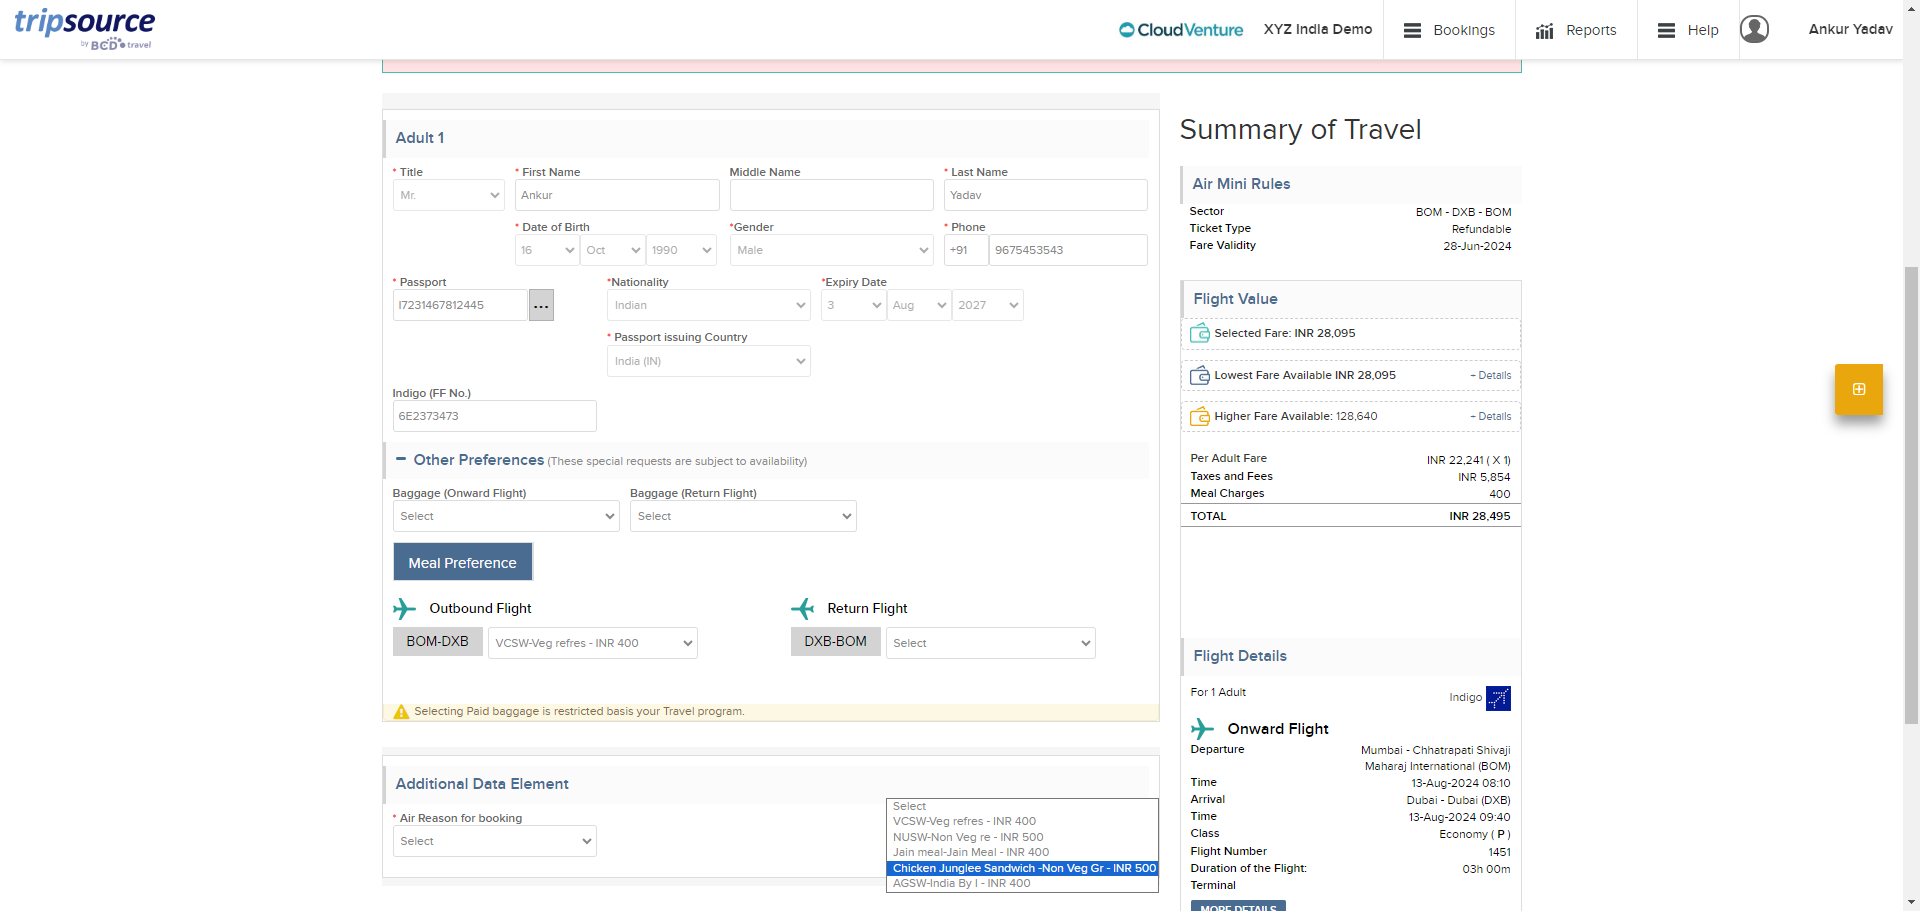 tripsource
by BCD travel
CloudVenture
XYZ India Demo
Bookings
Reports
Help
Ankur Yadav
Adult 1
* Title
* First Name
Middle Name
* Last Name
Mr.
Ankur
Yadav
* Date of Birth
*Gender
* Phone
16
Oct
1990
Male
+91
9675453543
* Passport
*Nationality
*Expiry Date
I7231467812445
...
Indian
3
Aug
2027
* Passport issuing Country
India (IN)
Indigo (FF No.)
6E2373473
Other Preferences (These special requests are subject to availability)
Baggage (Onward Flight)
Baggage (Return Flight)
Select
Select
Meal Preference
Outbound Flight
Return Flight
BOM-DXB
VCSW-Veg refres - INR 400
DXB-BOM
Select
Selecting Paid baggage is restricted basis your Travel program.
Additional Data Element
* Air Reason for booking
Select
Select
VCSW-Veg refres - INR 400
NUSW-Non Veg re - INR 500
Jain meal-Jain Meal - INR 400
Chicken Junglee Sandwich -Non Veg Gr - INR 500
AGSW-India By I - INR 400
Summary of Travel
Air Mini Rules
Sector BOM - DXB - BOM
Ticket Type Refundable
Fare Validity 28-Jun-2024
Flight Value
Selected Fare: INR 28,095
Lowest Fare Available INR 28,095 + Details
Higher Fare Available: 128,640 + Details
Per Adult Fare INR 22,241 ( X 1)
Taxes and Fees INR 5,854
Meal Charges 400
TOTAL INR 28,495
Flight Details
For 1 Adult Indigo
Onward Flight
Departure Mumbai - Chhatrapati Shivaji
Maharaj International (BOM)
Time 13-Aug-2024 08:10
Arrival Dubai - Dubai (DXB)
Time 13-Aug-2024 09:40
Class Economy ( P )
Flight Number 1451
Duration of the Flight: 03h 00m
Terminal
MORE DETAILS